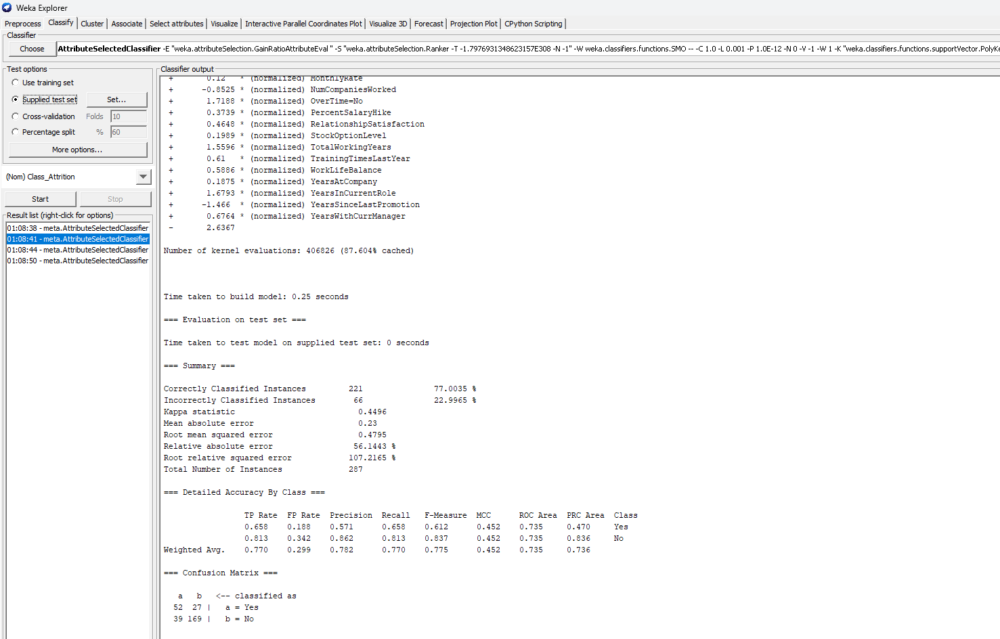 Weka Explorer
Preprocess Classify Cluster Associate Select attributes Visualize Interactive Parallel Coordinates Plot Visualize 3D Forecast Projection Plot CPython Scripting
Classifier
Choose AttributeSelectedClassifier -E "weka.attributeSelection.GainRatioAttributeEval " -S "weka.attributeSelection.Ranker -T -1.7976931348623157E308 -N -1" -W weka.classifiers.functions.SMO -- -C 1.0 -L 0.001 -P 1.0E-12 -N 0 -V -1 -W 1 -K "weka.classifiers.functions.supportVector.PolyKe
Test options
Use training set
Supplied test set Set...
Cross-validation Folds 10
Percentage split % 60
More options...
(Nom) Class_Attrition
Start Stop
Result list (right-click for options)
01:08:38 - meta.AttributeSelectedClassifier
01:08:41 - meta.AttributeSelectedClassifier
01:08:44 - meta.AttributeSelectedClassifier
01:08:50 - meta.AttributeSelectedClassifier
Classifier output
+ 0.12 * (normalized) MonthlyRate
+ -0.8525 * (normalized) NumCompaniesWorked
+ 1.7188 * (normalized) OverTime=No
+ 0.3739 * (normalized) PercentSalaryHike
+ 0.4648 * (normalized) RelationshipSatisfaction
+ 0.1989 * (normalized) StockOptionLevel
+ 1.5596 * (normalized) TotalWorkingYears
+ 0.61 * (normalized) TrainingTimesLastYear
+ 0.5886 * (normalized) WorkLifeBalance
+ 0.1875 * (normalized) YearsAtCompany
+ 1.6793 * (normalized) YearsInCurrentRole
+ -1.466 * (normalized) YearsSinceLastPromotion
+ 0.6764 * (normalized) YearsWithCurrManager
- 2.6367
Number of kernel evaluations: 406826 (87.604% cached)
Time taken to build model: 0.25 seconds
=== Evaluation on test set ===
Time taken to test model on supplied test set: 0 seconds
=== Summary ===
Correctly Classified Instances 221 77.0035 %
Incorrectly Classified Instances 66 22.9965 %
Kappa statistic 0.4496
Mean absolute error 0.23
Root mean squared error 0.4795
Relative absolute error 56.1443 %
Root relative squared error 107.2165 %
Total Number of Instances 287
=== Detailed Accuracy By Class ===
TP Rate FP Rate Precision Recall F-Measure MCC ROC Area PRC Area Class
0.658 0.188 0.571 0.658 0.612 0.452 0.735 0.470 Yes
0.813 0.342 0.862 0.813 0.837 0.452 0.735 0.836 No
Weighted Avg. 0.770 0.299 0.782 0.770 0.775 0.452 0.735 0.736
=== Confusion Matrix ===
a b <-- classified as
52 27 | a = Yes
39 169 | b = No